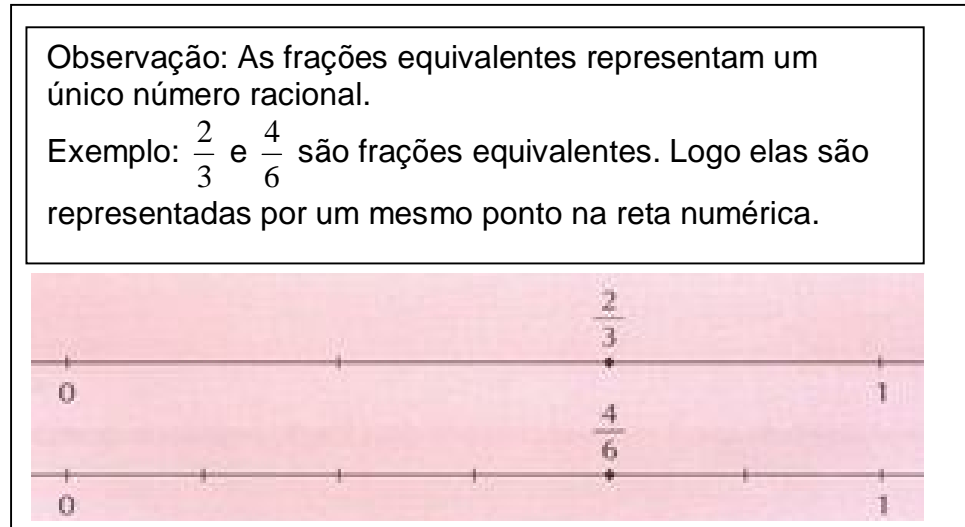 Observação: As frações equivalentes representam um
único número racional.
Exemplo: 2/3 e 4/6 são frações equivalentes. Logo elas são
representadas por um mesmo ponto na reta numérica.
2/3
0 1
4/6
0 1